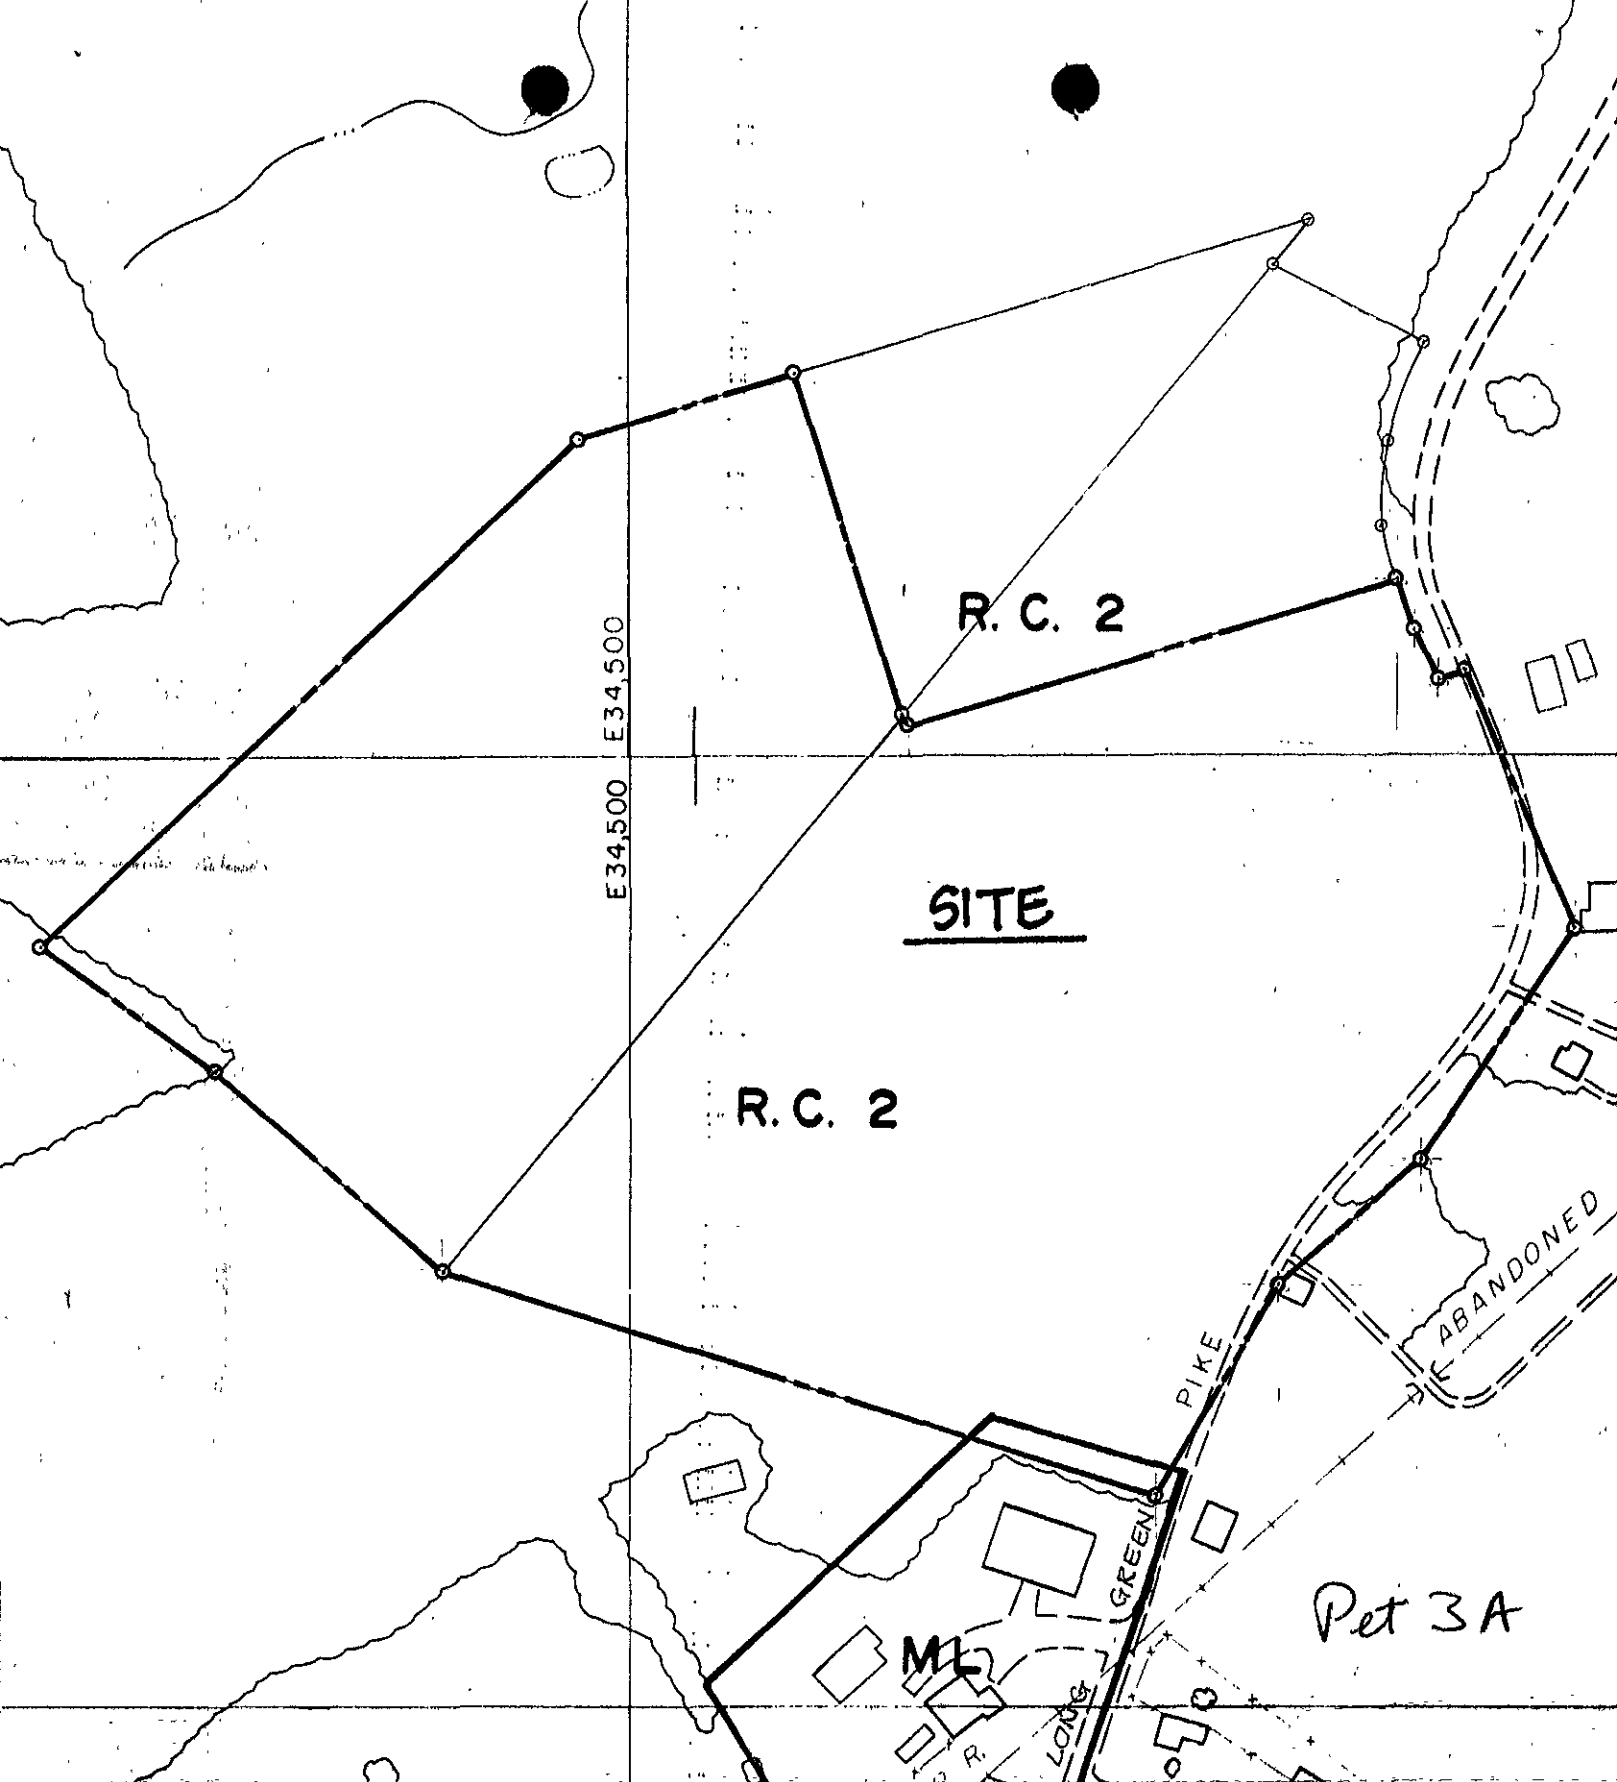 R. C. 2
E34,500
E34,500
SITE
R. C. 2
ABANDONED
PIKE
GREEN
LONG
Pet 3A
ML
R.